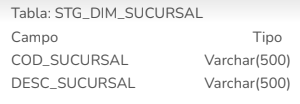 Tabla: STG_DIM_SUCURSAL
Campo Tipo
COD_SUCURSAL Varchar(500)
DESC_SUCURSAL Varchar(500)